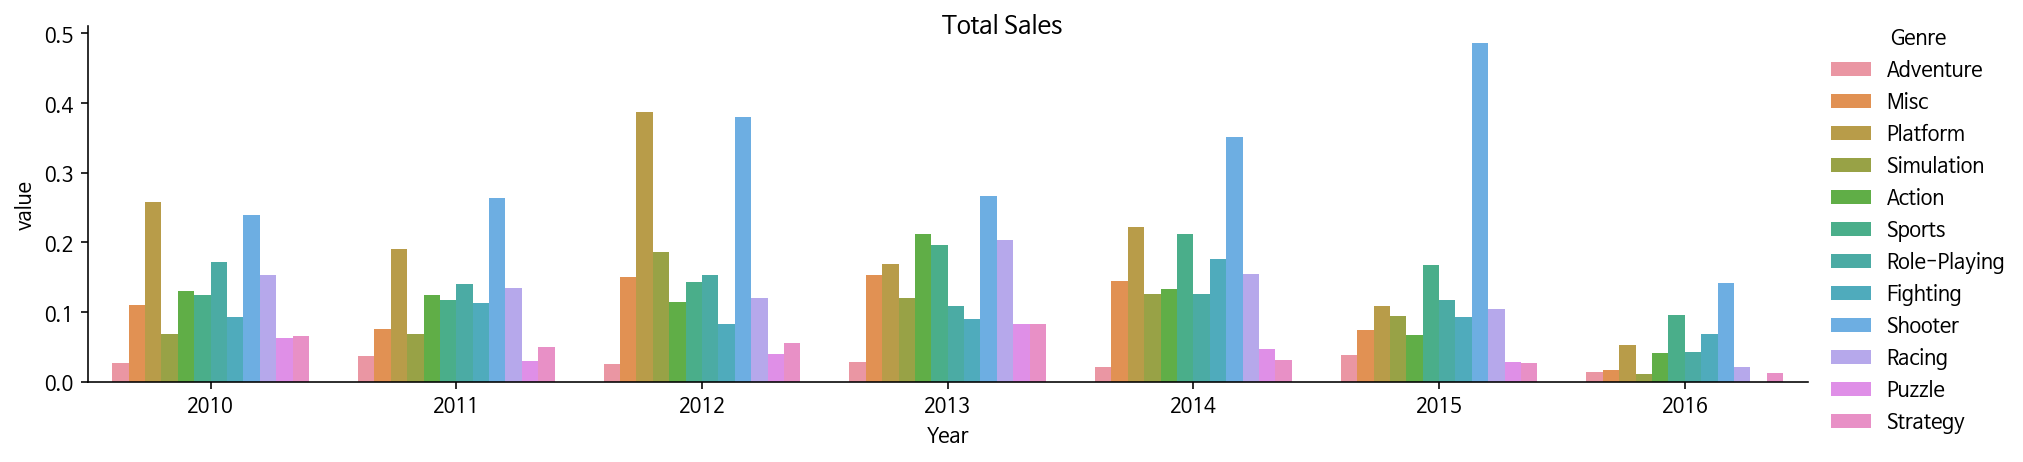 Total Sales
value
0.5
0.4
0.3
0.2
0.1
0.0
2010 2011 2012 2013 2014 2015 2016
Year
Genre
Adventure
Misc
Platform
Simulation
Action
Sports
Role-Playing
Fighting
Shooter
Racing
Puzzle
Strategy